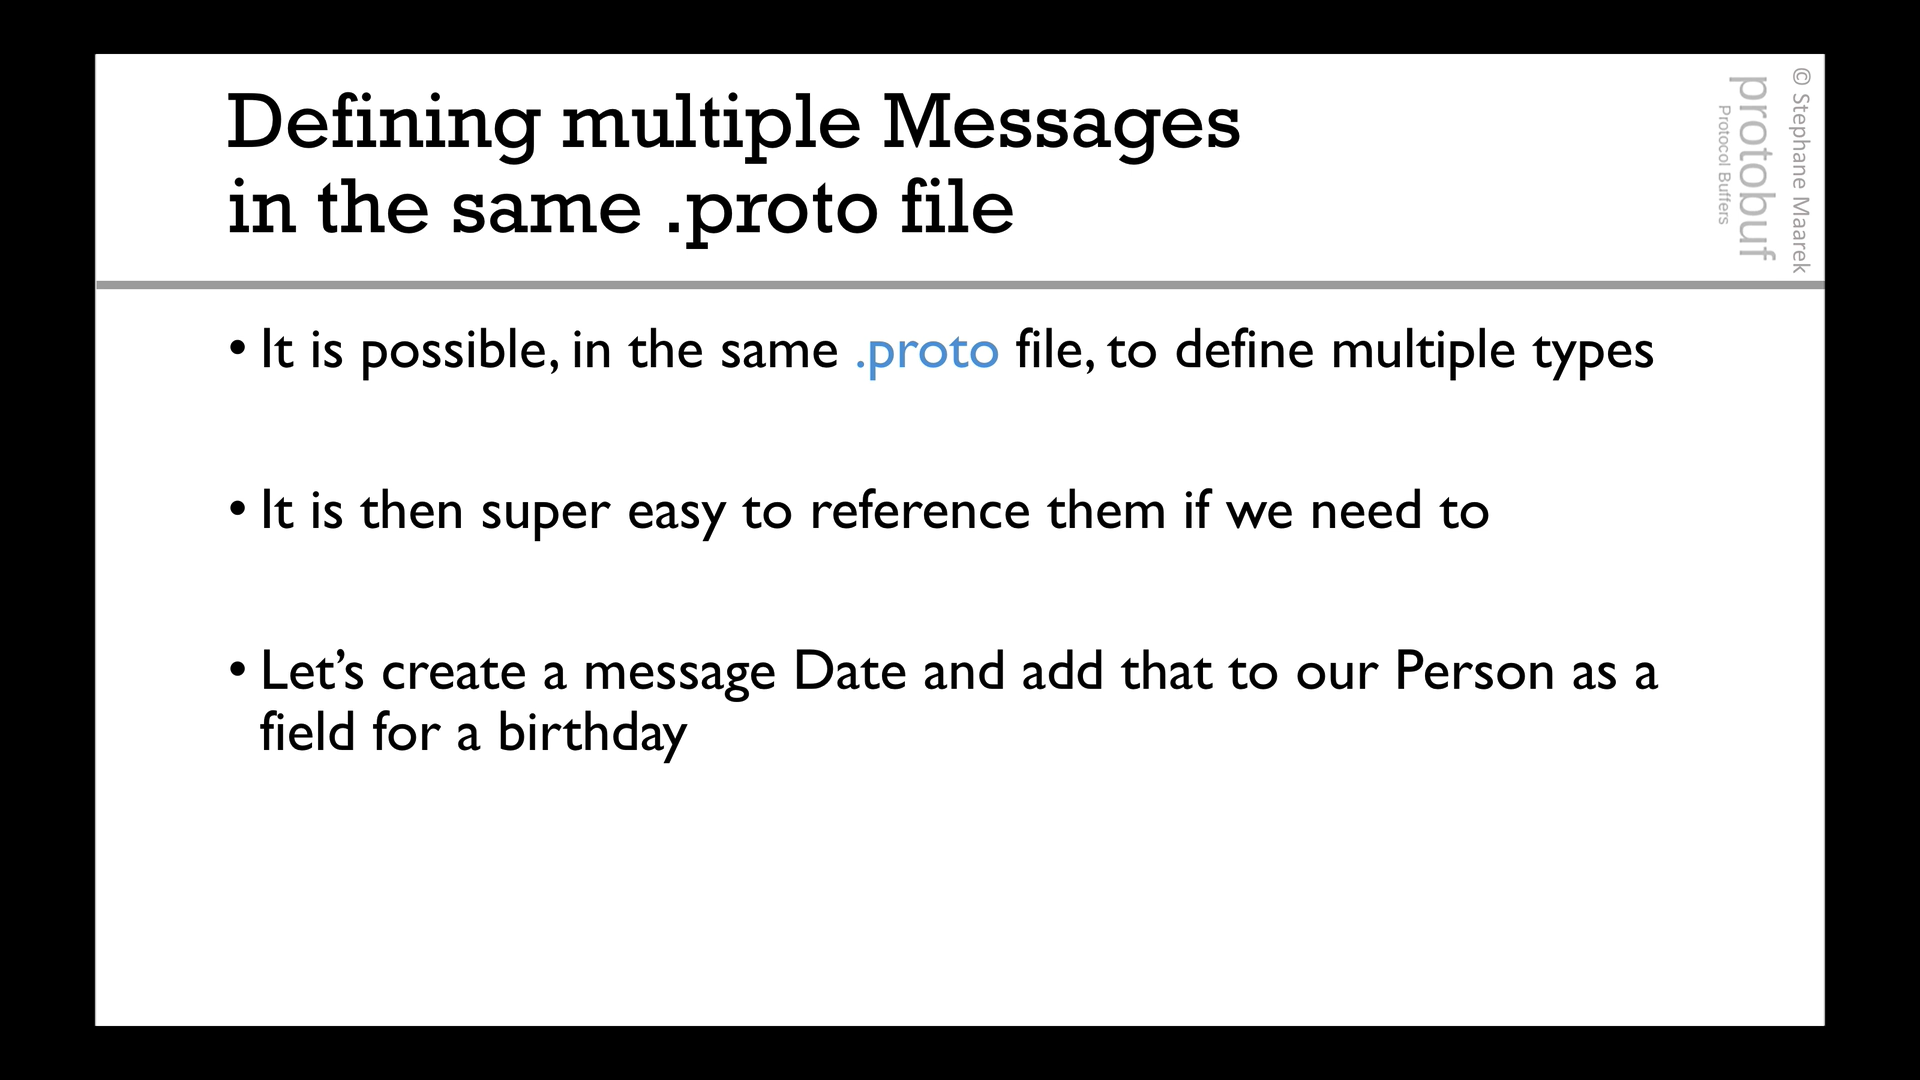 Defining multiple Messages
in the same .proto file
© Stephane Maarek
protobuf
Protocol Buffers
• It is possible, in the same .proto file, to define multiple types
• It is then super easy to reference them if we need to
• Let’s create a message Date and add that to our Person as a
field for a birthday